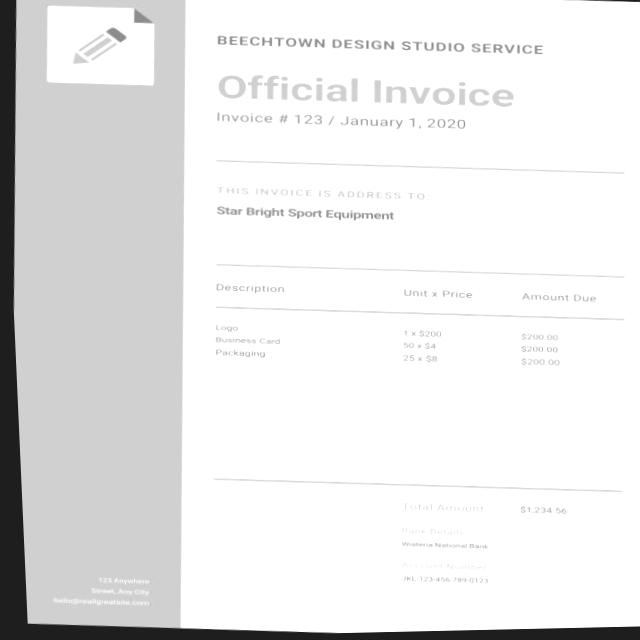 BEECHTOWN DESIGN STUDIO SERVICE
Official Invoice
Invoice # 123 / January 1, 2020
THIS INVOICE IS ADDRESS TO:
Star Bright Sport Equipment
Description Unit x Price Amount Due
Logo 1 x $200 $200.00
Business Card 50 x $4 $200.00
Packaging 25 x $8 $200.00
Total Amount $1,234.56
Bank Details
Wisteria National Bank
Account Number
JKL-123-456-789-0123
123 Anywhere
Street, Any City
hello@reallygreatsite.com